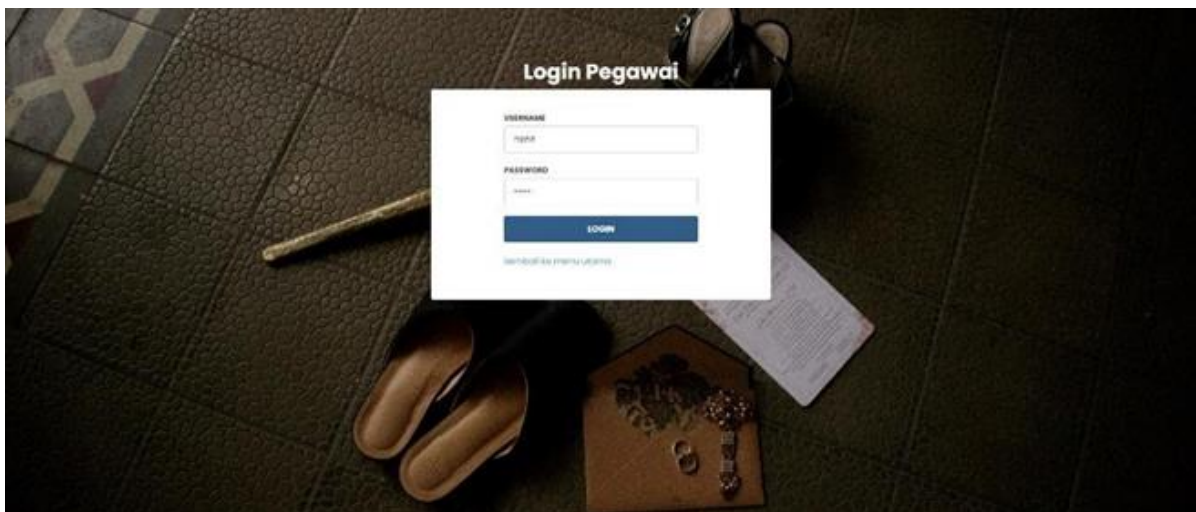 Login Pegawai
USERNAME
PASSWORD
LOGIN
kembali ke menu utama